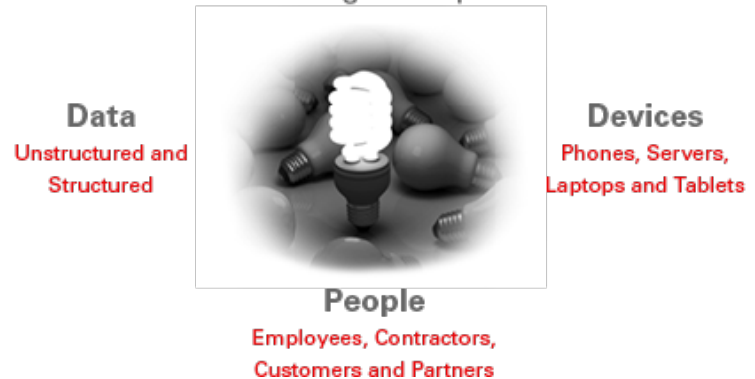 Data
Unstructured and
Structured
Devices
Phones, Servers,
Laptops and Tablets
People
Employees, Contractors,
Customers and Partners